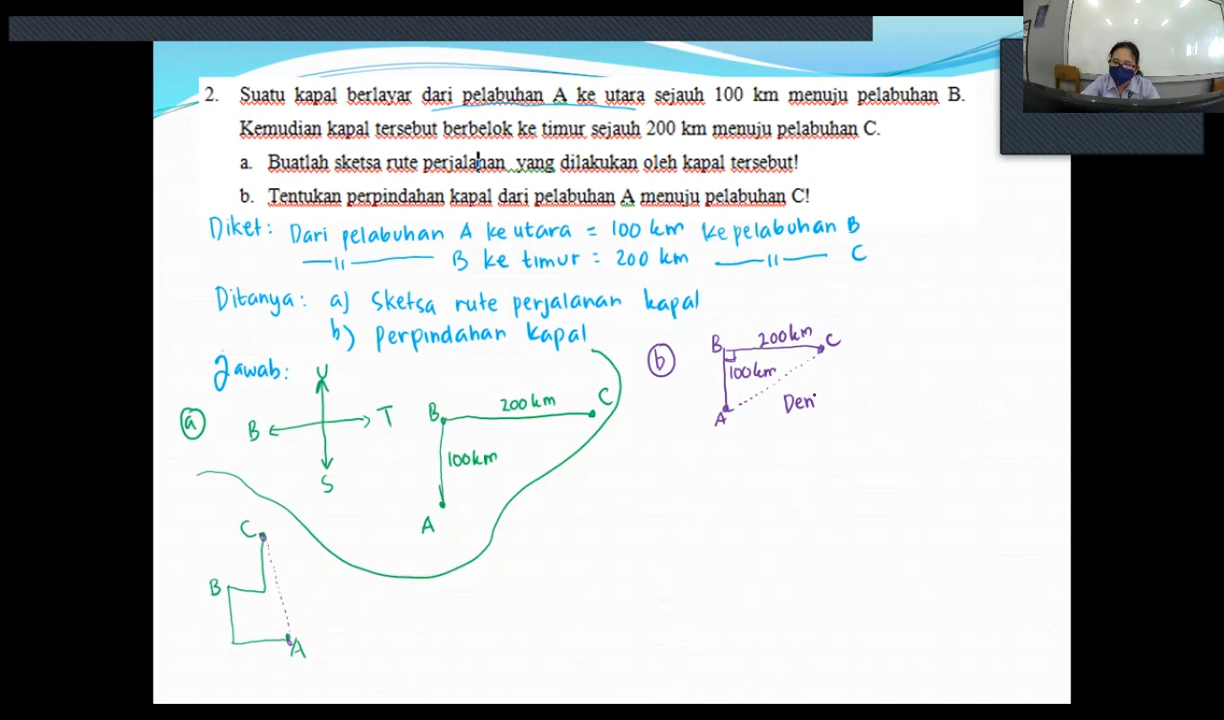 2. Suatu kapal berlayar dari pelabuhan A ke utara sejauh 100 km menuju pelabuhan B.
Kemudian kapal tersebut berbelok ke timur sejauh 200 km menuju pelabuhan C.
a. Buatlah sketsa rute perjalanan yang dilakukan oleh kapal tersebut!
b. Tentukan perpindahan kapal dari pelabuhan A menuju pelabuhan C!
Diket: Dari pelabuhan A ke utara = 100 km ke pelabuhan B
—11— B ke timur = 200 km —11— C
Ditanya: a) Sketsa rute perjalanan kapal
b) Perpindahan kapal
Jawab:
a
U
B T
S
B 200 km C
100 km
A
C
B
A
b
B 200 km C
100 km
A
Den